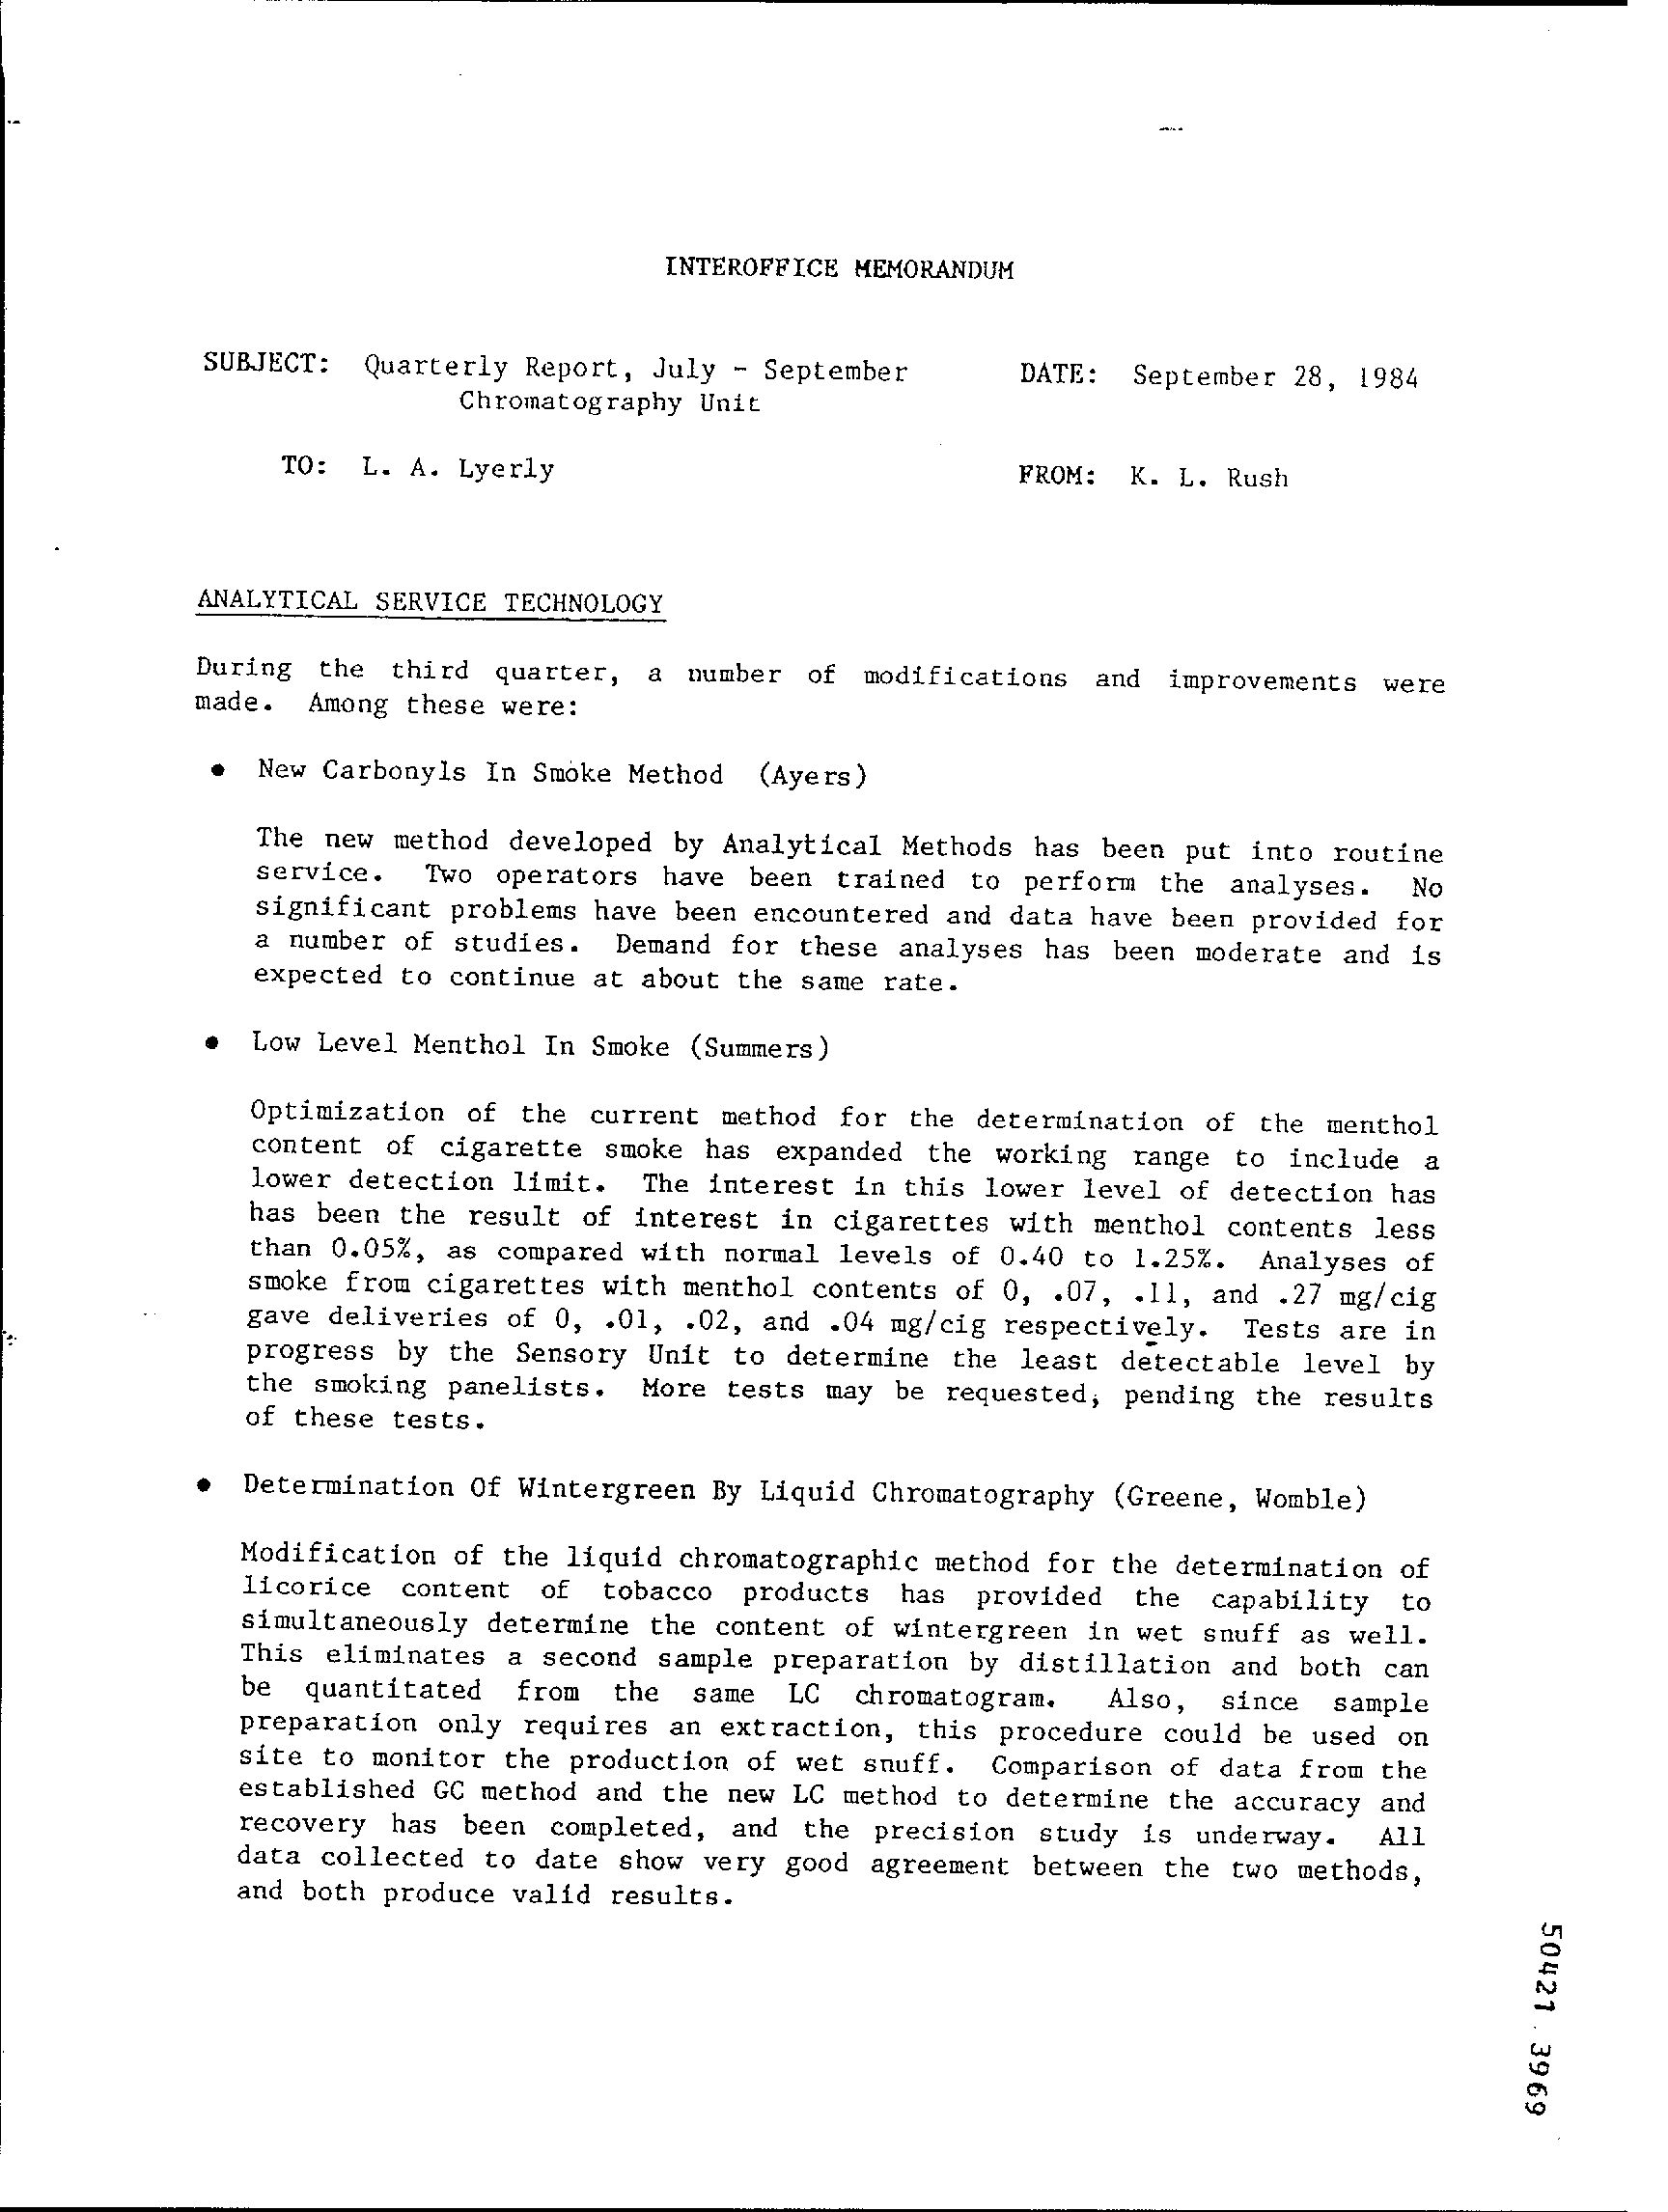 INTEROFFICE MEMORANDUM
SUBJECT: Quarterly Report, July - September
Chromatography Unit
DATE: September 28, 1984
TO: L. A. Lyerly
FROM: K. L. Rush
ANALYTICAL SERVICE TECHNOLOGY
During the third quarter, a number of modifications and improvements were
made. Among these were:
● New Carbonyls In Smoke Method (Ayers)
The new method developed by Analytical Methods has been put into routine
service. Two operators have been trained to perform the analyses. No
significant problems have been encountered and data have been provided for
a number of studies. Demand for these analyses has been moderate and is
expected to continue at about the same rate.
● Low Level Menthol In Smoke (Summers)
Optimization of the current method for the determination of the menthol
content of cigarette smoke has expanded the working range to include a
lower detection limit. The interest in this lower level of detection has
has been the result of interest in cigarettes with menthol contents less
than 0.05%, as compared with normal levels of 0.40 to 1.25%. Analyses of
smoke from cigarettes with menthol contents of 0, .07, .11, and .27 mg/cig
gave deliveries of 0, .01, .02, and .04 mg/cig respectively. Tests are in
progress by the Sensory Unit to determine the least detectable level by
the smoking panelists. More tests may be requested, pending the results
of these tests.
● Determination Of Wintergreen By Liquid Chromatography (Greene, Womble)
Modification of the liquid chromatographic method for the determination of
licorice content of tobacco products has provided the capability to
simultaneously determine the content of wintergreen in wet snuff as well.
This eliminates a second sample preparation by distillation and both can
be quantitated from the same LC chromatogram. Also, since sample
preparation only requires an extraction, this procedure could be used on
site to monitor the production of wet snuff. Comparison of data from the
established GC method and the new LC method to determine the accuracy and
recovery has been completed, and the precision study is underway. All
data collected to date show very good agreement between the two methods,
and both produce valid results.
50421 3969